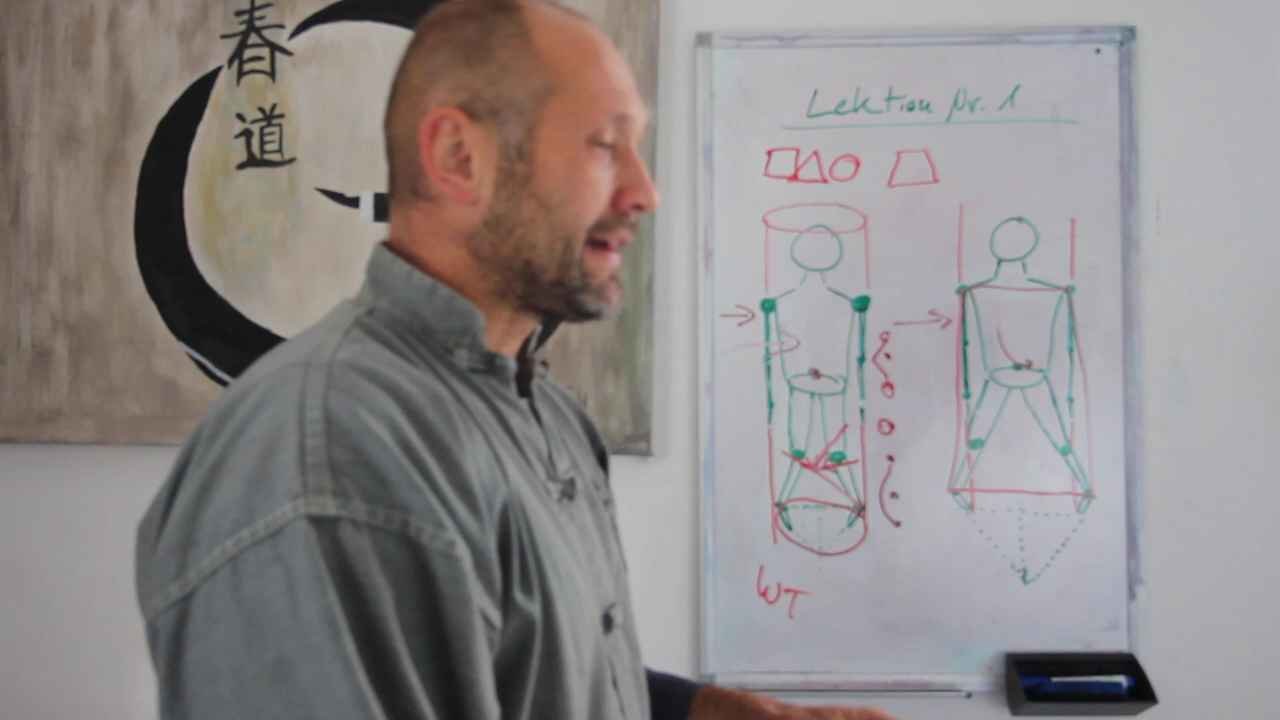 春
道
Lektion Nr. 1
WT